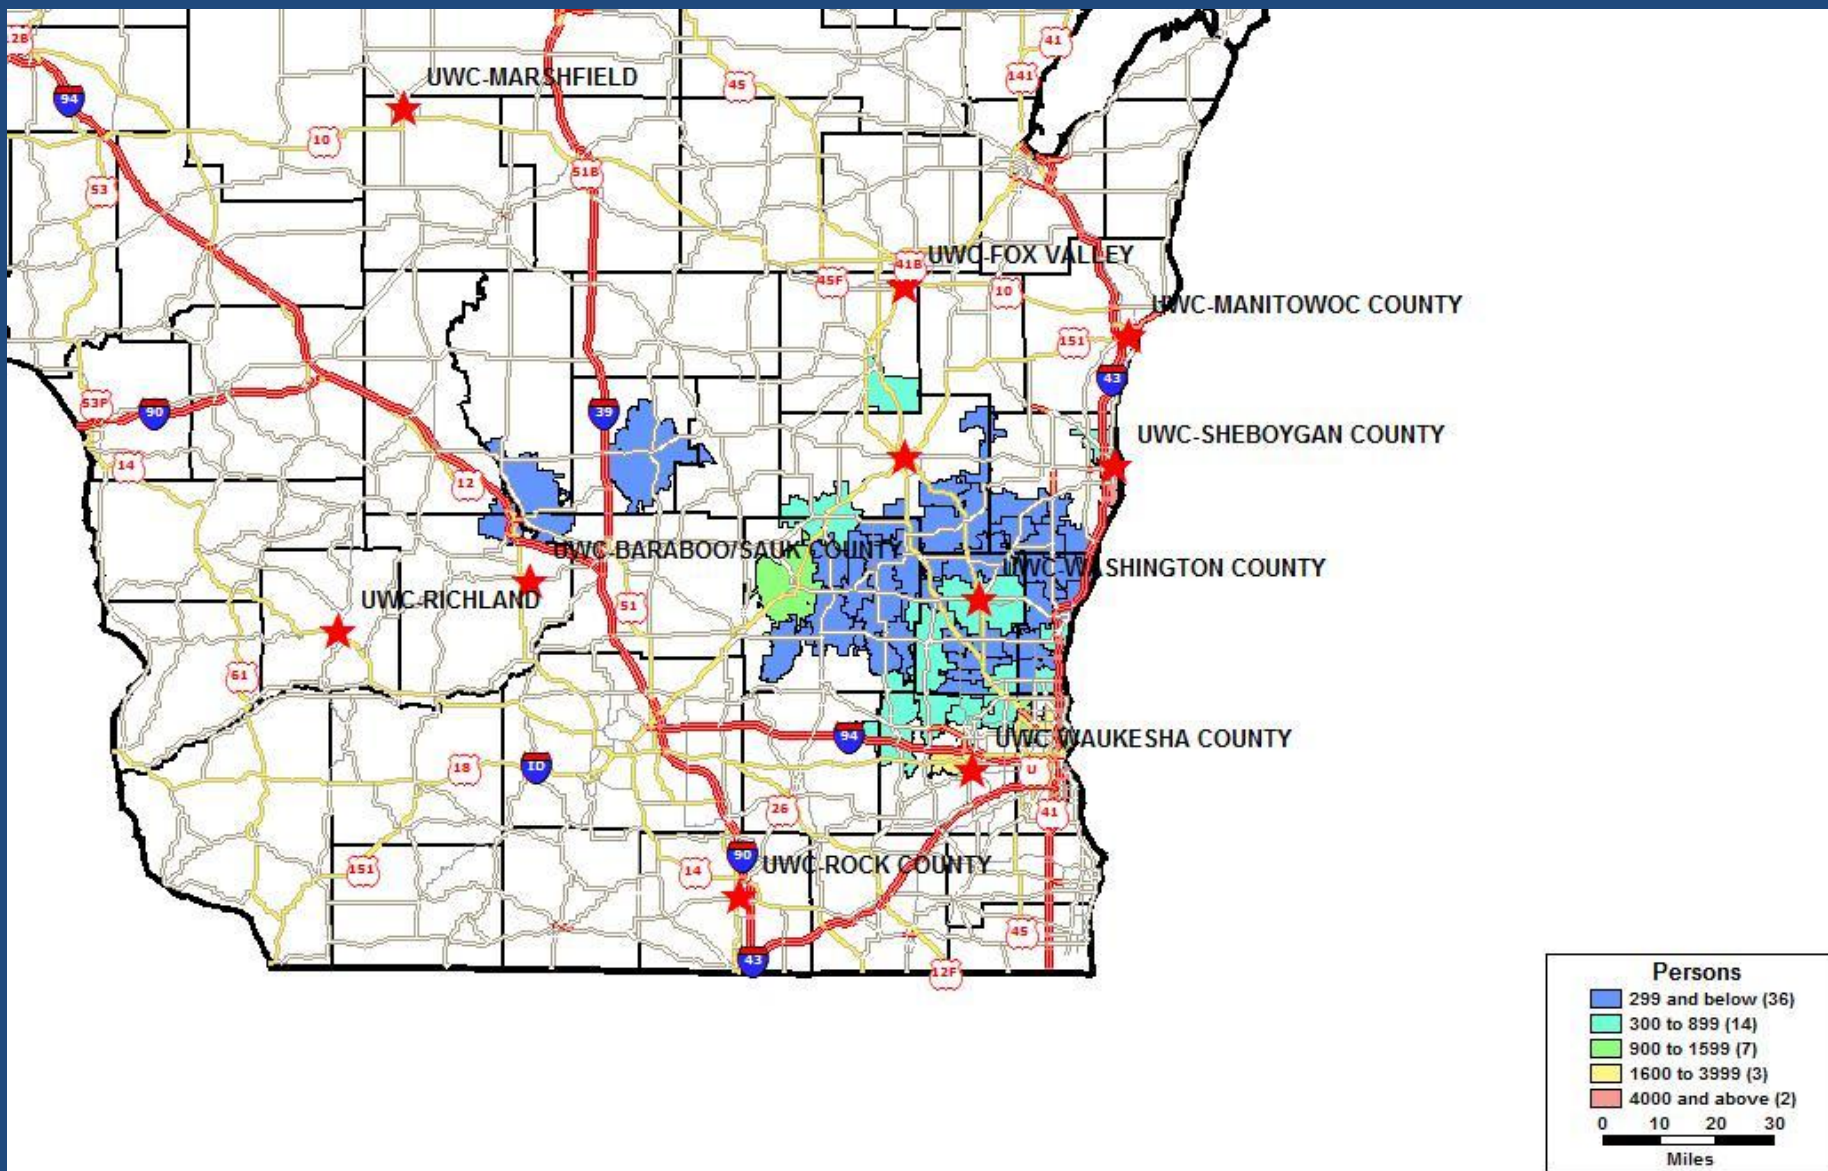 12B
41
UWC-MARSHFIELD
141
45
94
10
51B
53
UWC-FOX VALLEY
41B
45F
10
UWC-MANITOWOC COUNTY
151
43
53F
90
39
UWC-SHEBOYGAN COUNTY
14
12
UWC-BARABOO/SAUK COUNTY
UWC-WASHINGTON COUNTY
UWC-RICHLAND
51
61
94
UWC-WAUKESHA COUNTY
18
ID
U
26
41
90
UWC-ROCK COUNTY
151
14
45
43
12F
Persons
299 and below (36)
300 to 899 (14)
900 to 1599 (7)
1600 to 3999 (3)
4000 and above (2)
0 10 20 30
Miles